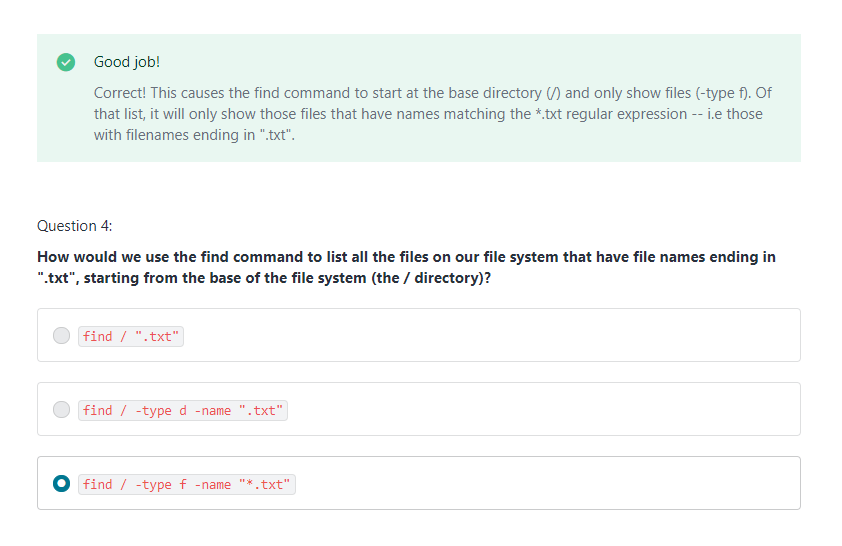 Good job!
Correct! This causes the find command to start at the base directory (/) and only show files (-type f). Of
that list, it will only show those files that have names matching the *.txt regular expression -- i.e those
with filenames ending in ".txt".
Question 4:
How would we use the find command to list all the files on our file system that have file names ending in
".txt", starting from the base of the file system (the / directory)?
find / ".txt"
find / -type d -name ".txt"
find / -type f -name "*.txt"